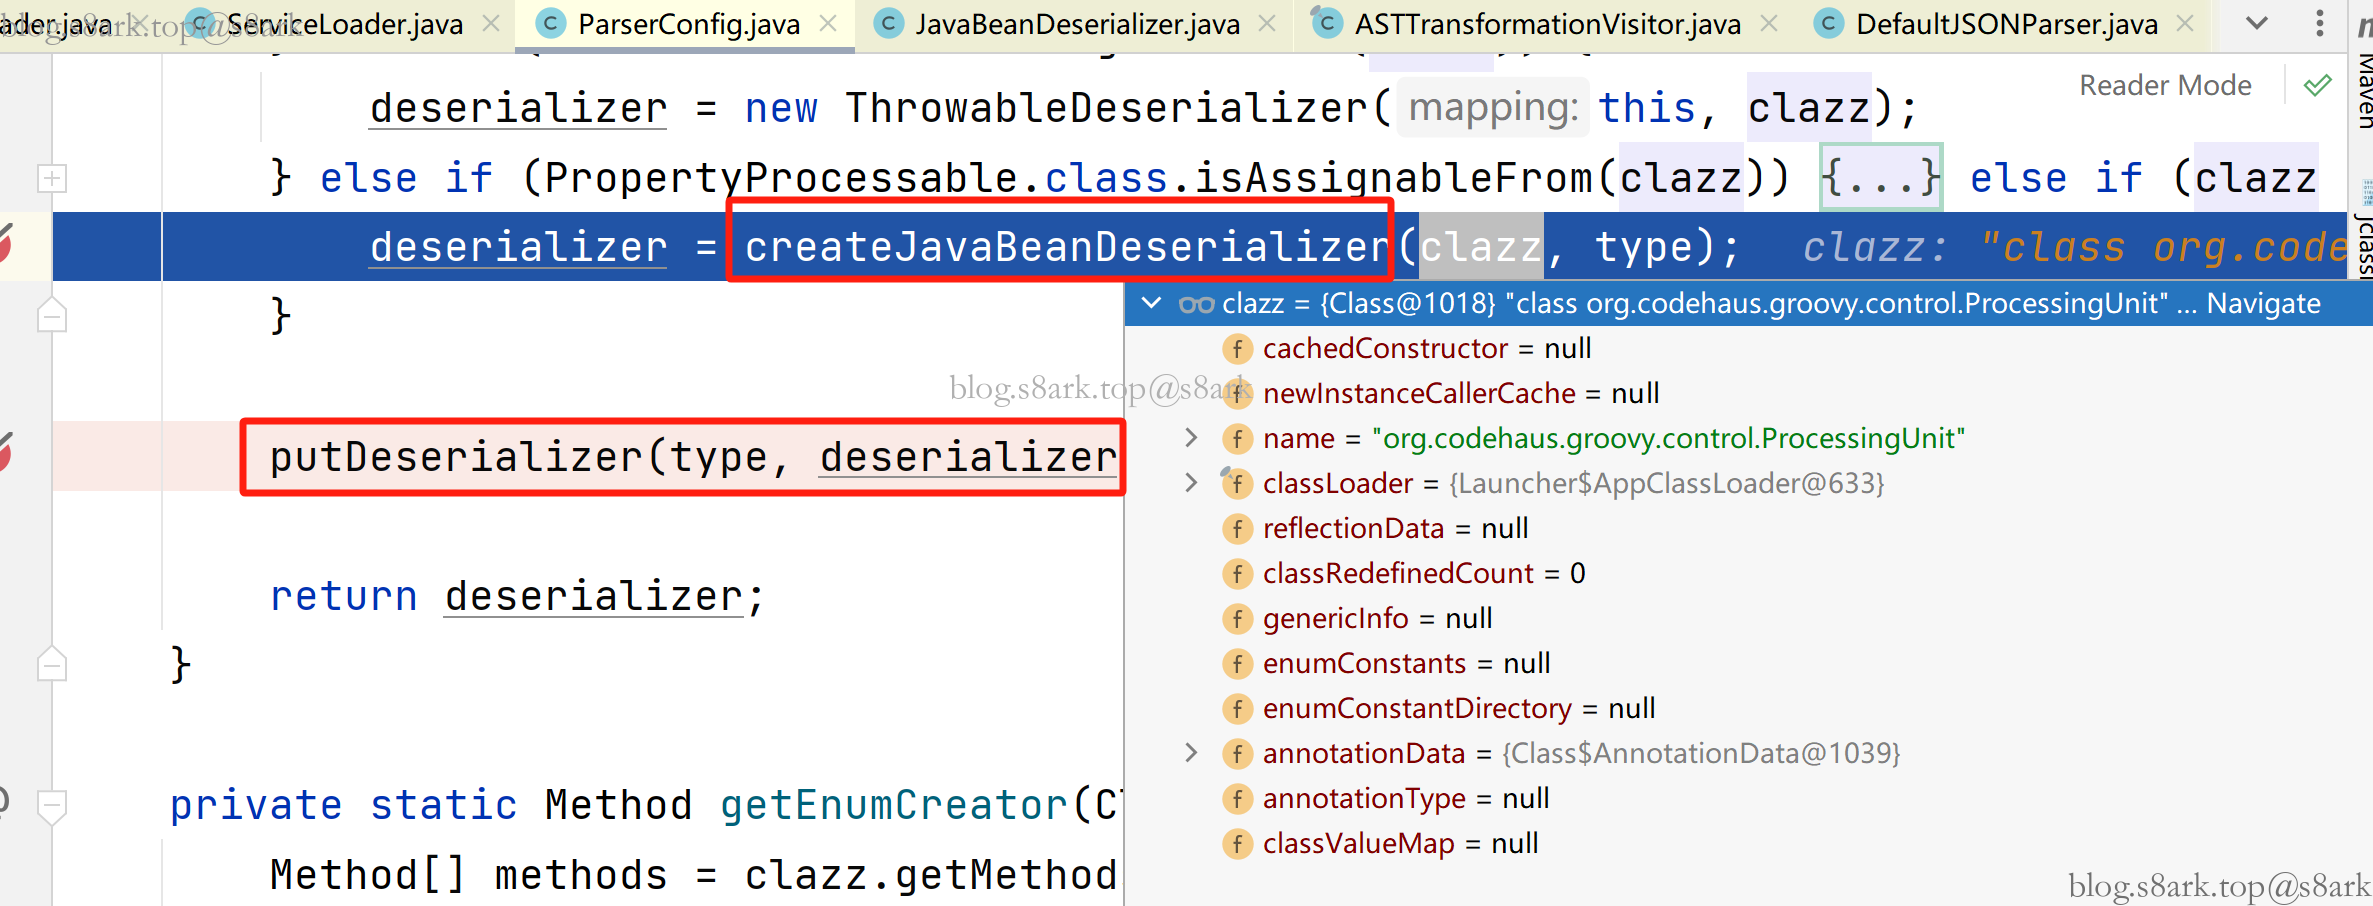 ader.java ServiceLoader.java ParserConfig.java JavaBeanDeserializer.java ASTTransformationVisitor.java DefaultJSONParser.java
blog.s8ark.top@s8ark
Reader Mode
Maven
deserializer = new ThrowableDeserializer( mapping: this, clazz);
} else if (PropertyProcessable.class.isAssignableFrom(clazz)) {...} else if (clazz
deserializer = createJavaBeanDeserializer(clazz, type); clazz: "class org.code
}
clazz = {Class@1018} "class org.codehaus.groovy.control.ProcessingUnit" ... Navigate
cachedConstructor = null
blog.s8ark.top@s8ark
newInstanceCallerCache = null
putDeserializer(type, deserializer
name = "org.codehaus.groovy.control.ProcessingUnit"
classLoader = {Launcher$AppClassLoader@633}
reflectionData = null
classRedefinedCount = 0
return deserializer;
genericInfo = null
}
enumConstants = null
enumConstantDirectory = null
annotationData = {Class$AnnotationData@1039}
private static Method getEnumCreator(
annotationType = null
classValueMap = null
Method[] methods = clazz.getMethod
blog.s8ark.top@s8ark